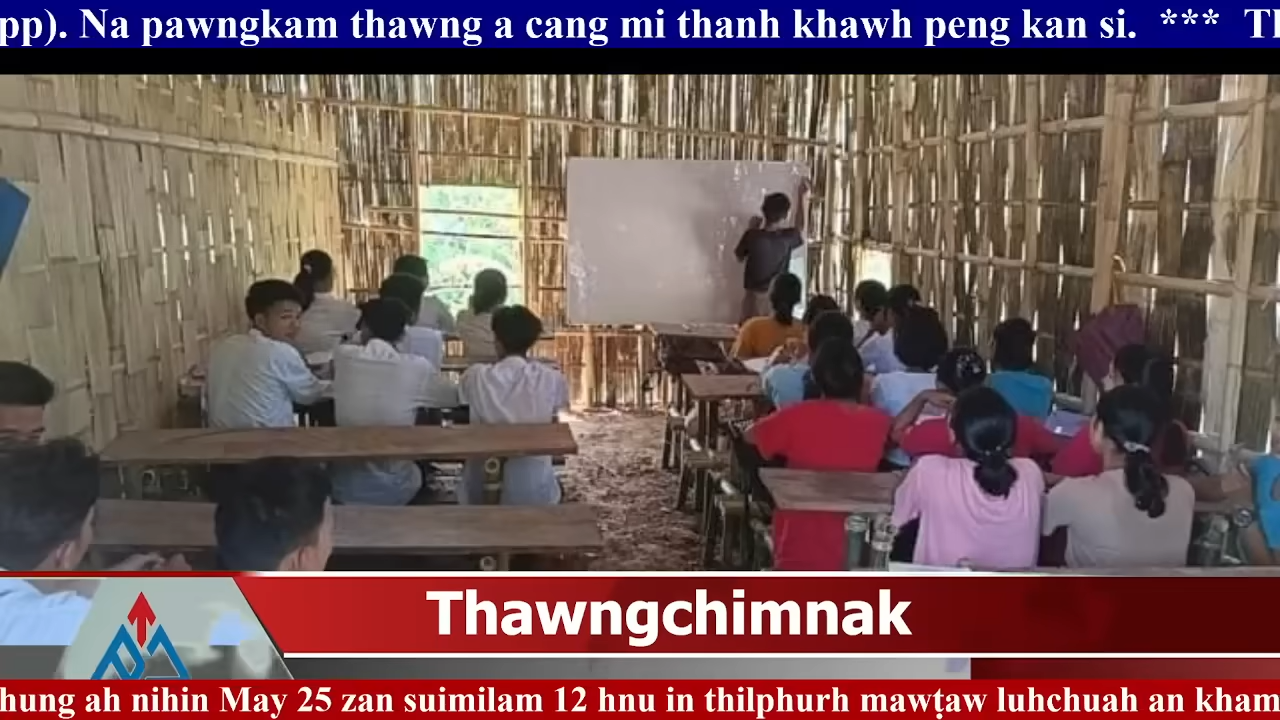 pp). Na pawngkam thawng a cang mi thanh khawh peng kan si. *** Th
Thawngchimnak
hung ah nihin May 25 zan suimilam 12 hnu in thilphurh mawṭaw luhchuah an kham